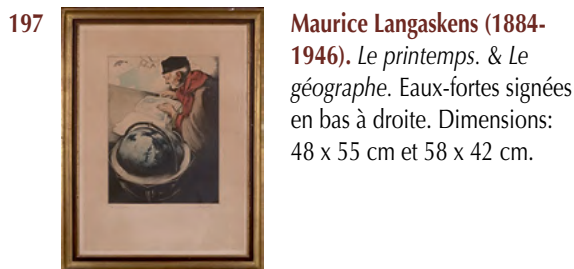 197
Maurice Langaskens (1884-
1946). Le printemps. & Le
géographe. Eaux-fortes signées
en bas à droite. Dimensions:
48 x 55 cm et 58 x 42 cm.